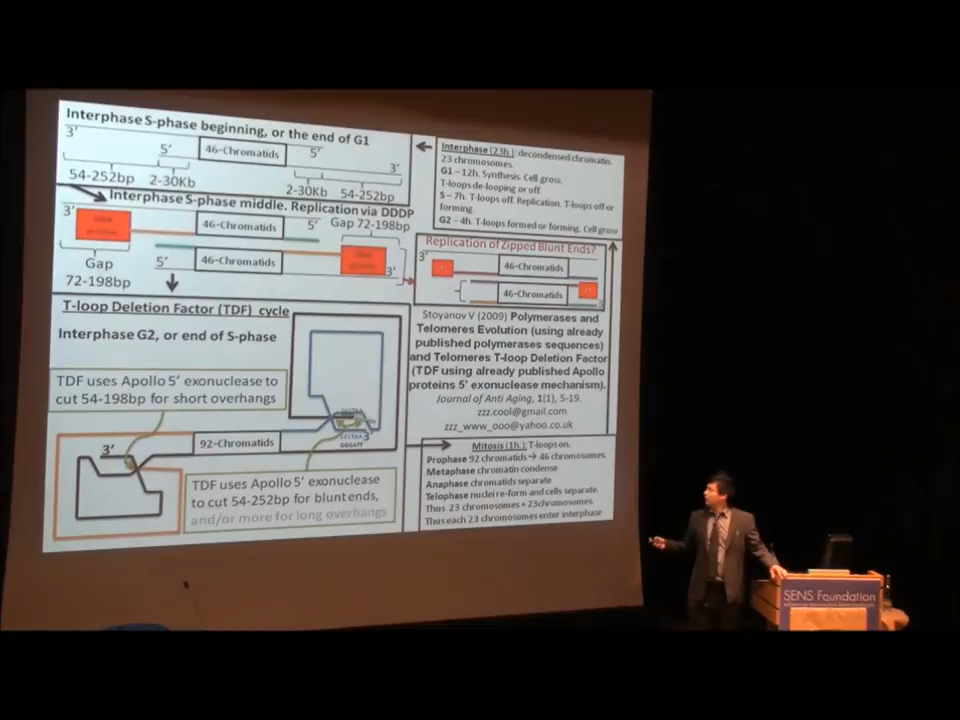 Interphase S-phase beginning, or the end of G1
3'
5'
46-Chromatids
5'
3'
54-252bp
2-30Kb
2-30Kb
54-252bp
Interphase S-phase middle. Replication via DDDP
3'
46-Chromatids
5'
Gap 72-198bp
Gap
72-198bp
5'
46-Chromatids
3'
Interphase (23h.): decondensed chromatin.
23 chromosomes.
G1 – 12h. Synthesis. Cell grow.
T-loops de-looping or off.
S – 7h. T-loops off. Replication. T-loops off or
forming.
G2 – 4h. T-loops formed or forming. Cell grow
Replication of Zipped Blunt Ends?
3'
46-Chromatids
46-Chromatids
3'
T-loop Deletion Factor (TDF) cycle
Interphase G2, or end of S-phase
TDF uses Apollo 5' exonuclease to
cut 54-198bp for short overhangs
3'
92-Chromatids
3'
TDF uses Apollo 5' exonuclease
to cut 54-252bp for blunt ends,
and/or more for long overhangs
Stoyanov V (2009) Polymerases and
Telomeres Evolution (using already
published polymerases sequences)
and Telomeres T-loop Deletion Factor
(TDF using already published Apollo
proteins 5' exonuclease mechanism).
Journal of Anti Aging, 1(1), 5-19.
zzz.cool@gmail.com
zzz_www_ooo@yahoo.co.uk
Mitosis (1h.): T-loops on.
Prophase 92 chromatids → 46 chromosomes.
Metaphase chromatin condense
Anaphase chromatids separate
Telophase nuclei re-form and cells separate.
Thus 23 chromosomes + 23chromosomes.
Thus each 23 chromosomes enter interphase
SENS Foundation